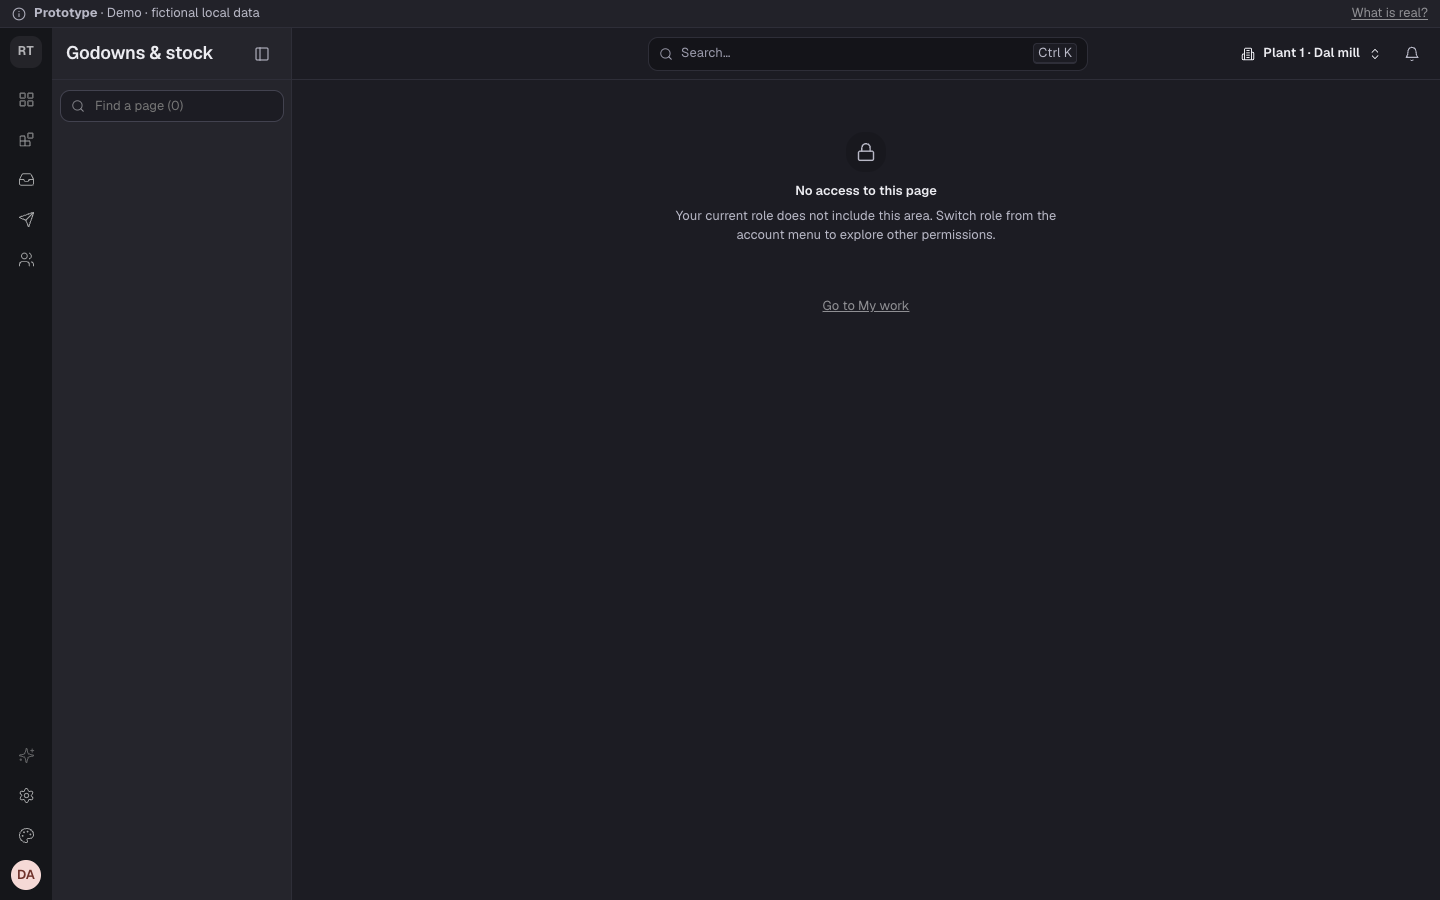 Prototype · Demo · fictional local data
What is real?
RT
Godowns & stock
Search...
Ctrl K
Plant 1 · Dal mill
Find a page (0)
No access to this page
Your current role does not include this area. Switch role from the
account menu to explore other permissions.
Go to My work
DA